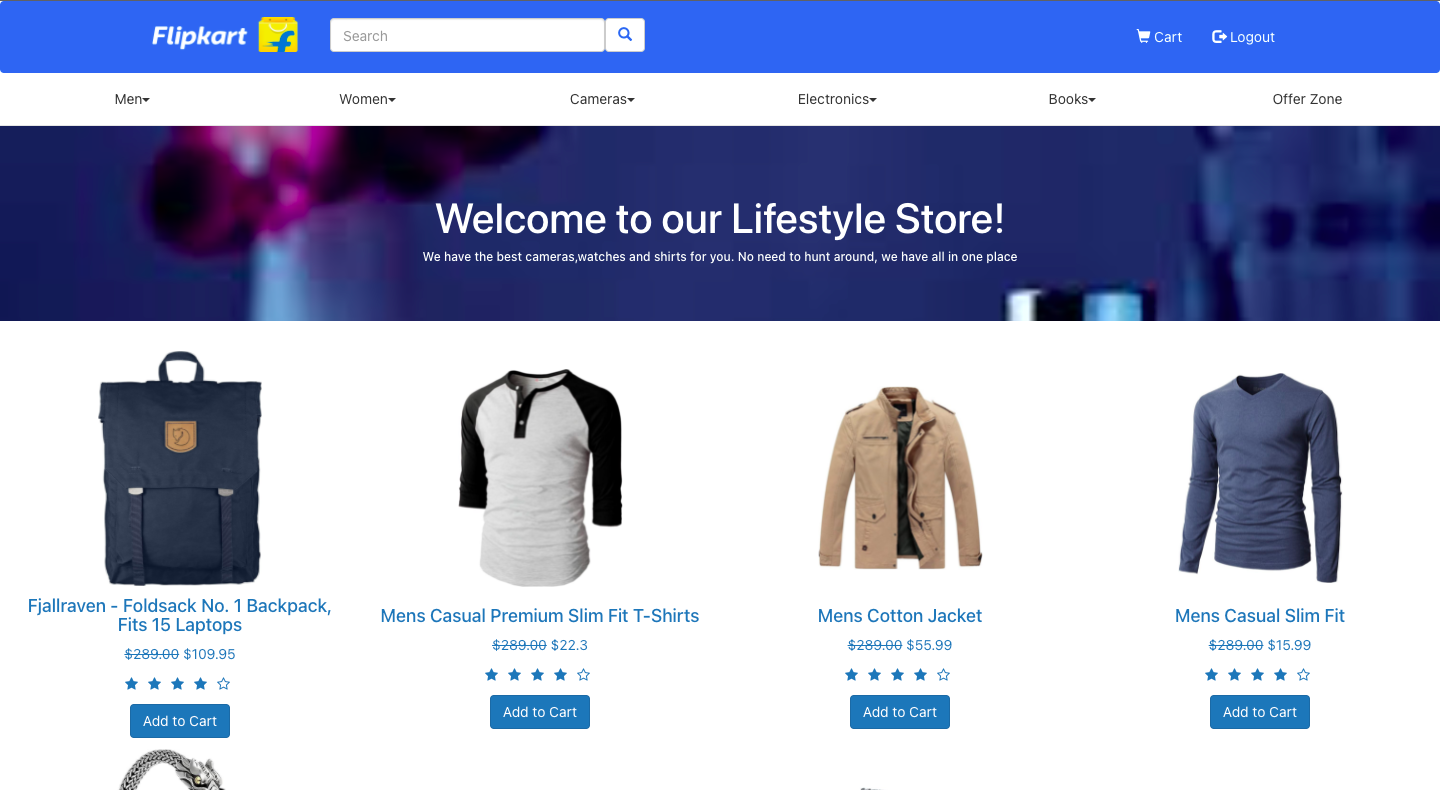 Flipkart
Search
Cart
Logout
Men
Women
Cameras
Electronics
Books
Offer Zone
Welcome to our Lifestyle Store!
We have the best cameras,watches and shirts for you. No need to hunt around, we have all in one place
Fjallraven - Foldsack No. 1 Backpack,
Fits 15 Laptops
$289.00 $109.95
Add to Cart
Mens Casual Premium Slim Fit T-Shirts
$289.00 $22.3
Add to Cart
Mens Cotton Jacket
$289.00 $55.99
Add to Cart
Mens Casual Slim Fit
$289.00 $15.99
Add to Cart